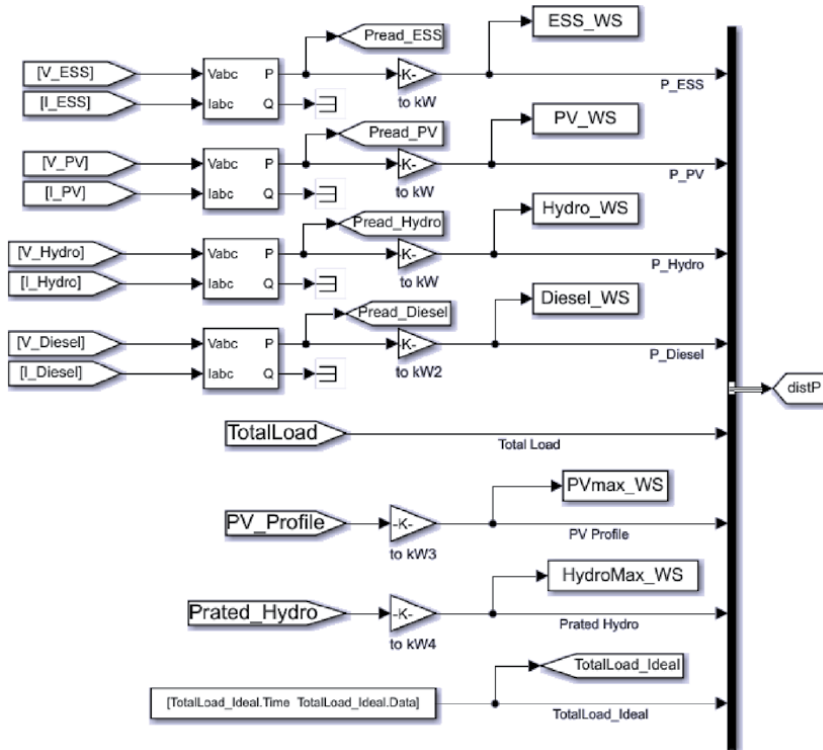 Pread_ESS
ESS_WS
[V_ESS]
Vabc P
-K-
[I_ESS]
Iabc Q
to kW
P_ESS
Pread_PV
PV_WS
[V_PV]
Vabc P
-K-
[I_PV]
Iabc Q
to kW
P_PV
Pread_Hydro
Hydro_WS
[V_Hydro]
Vabc P
-K-
[I_Hydro]
Iabc Q
to kW
P_Hydro
Pread_Diesel
Diesel_WS
[V_Diesel]
Vabc P
-K-
[I_Diesel]
Iabc Q
to kW2
P_Diesel
distP
TotalLoad
Total Load
PVmax_WS
PV_Profile
-K-
to kW3
PV Profile
HydroMax_WS
Prated_Hydro
-K-
to kW4
Prated Hydro
TotalLoad_Ideal
[TotalLoad_Ideal.Time TotalLoad_Ideal.Data]
TotalLoad_Ideal